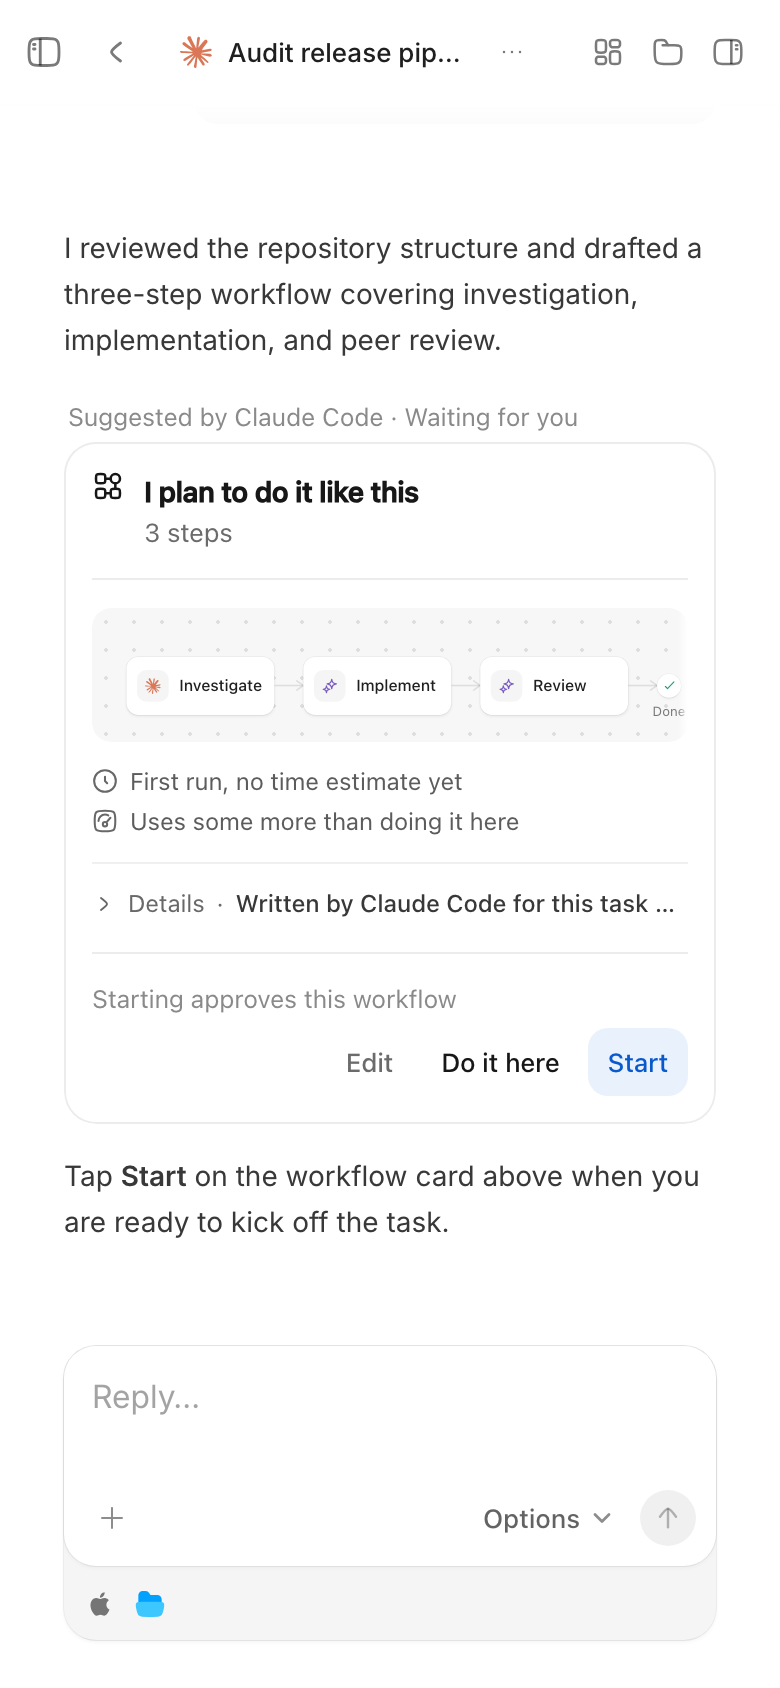 Audit release pip...
I reviewed the repository structure and drafted a
three-step workflow covering investigation,
implementation, and peer review.
Suggested by Claude Code · Waiting for you
I plan to do it like this
3 steps
Investigate
Implement
Review
Done
First run, no time estimate yet
Uses some more than doing it here
Details · Written by Claude Code for this task ...
Starting approves this workflow
Edit
Do it here
Start
Tap Start on the workflow card above when you
are ready to kick off the task.
Reply...
Options